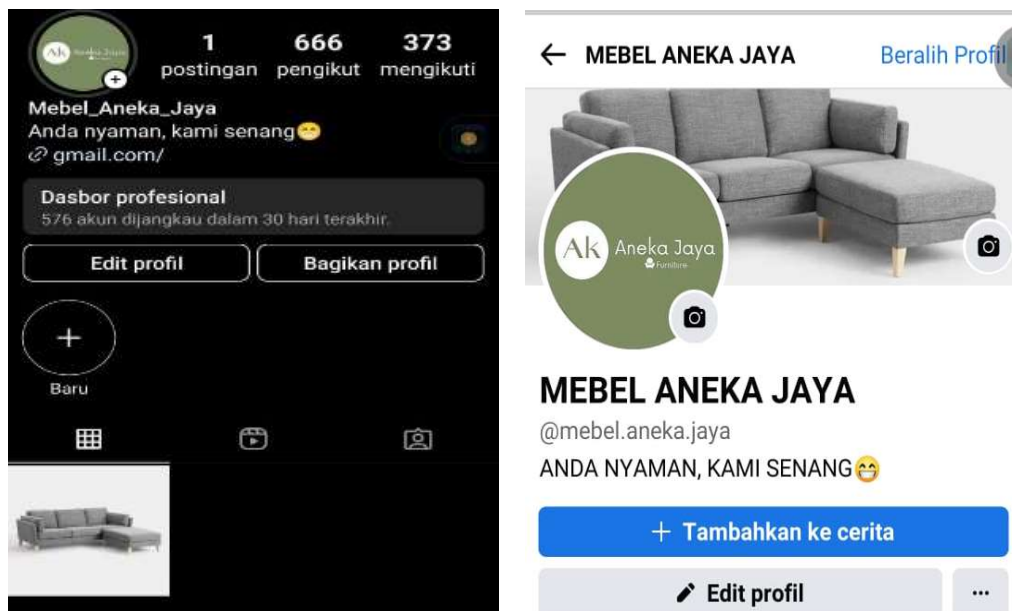 Ak Aneka Jaya
1 666 373
postingan pengikut mengikuti
Mebel_Aneka_Jaya
Anda nyaman, kami senang😁
gmail.com/
Dasbor profesional
576 akun dijangkau dalam 30 hari terakhir.
Edit profil Bagikan profil
Baru
MEBEL ANEKA JAYA Beralih Profil
Ak Aneka Jaya
Furniture
MEBEL ANEKA JAYA
@mebel.aneka.jaya
ANDA NYAMAN, KAMI SENANG😁
+ Tambahkan ke cerita
Edit profil ...